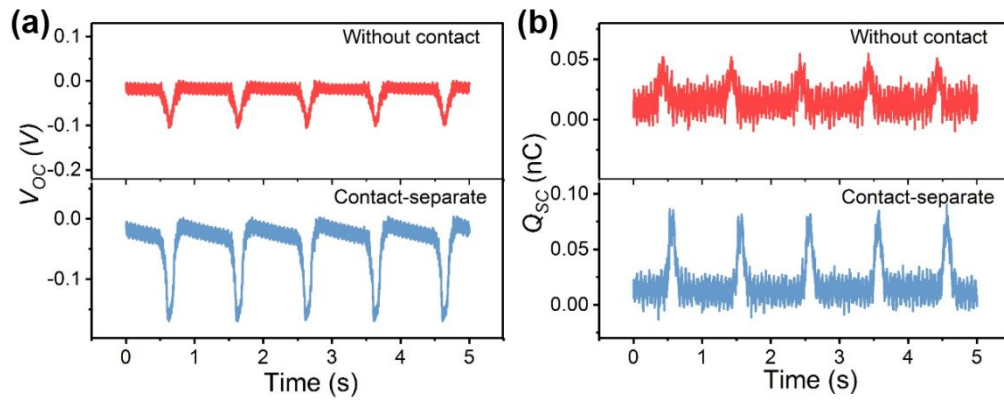 (a)
V_OC (V)
0.1
0.0
-0.1
-0.2
Without contact
0.0
-0.1
Contact-separate
0 1 2 3 4 5
Time (s)
(b)
Q_SC (nC)
0.05
0.00
Without contact
0.10
0.05
0.00
Contact-separate
0 1 2 3 4 5
Time (s)